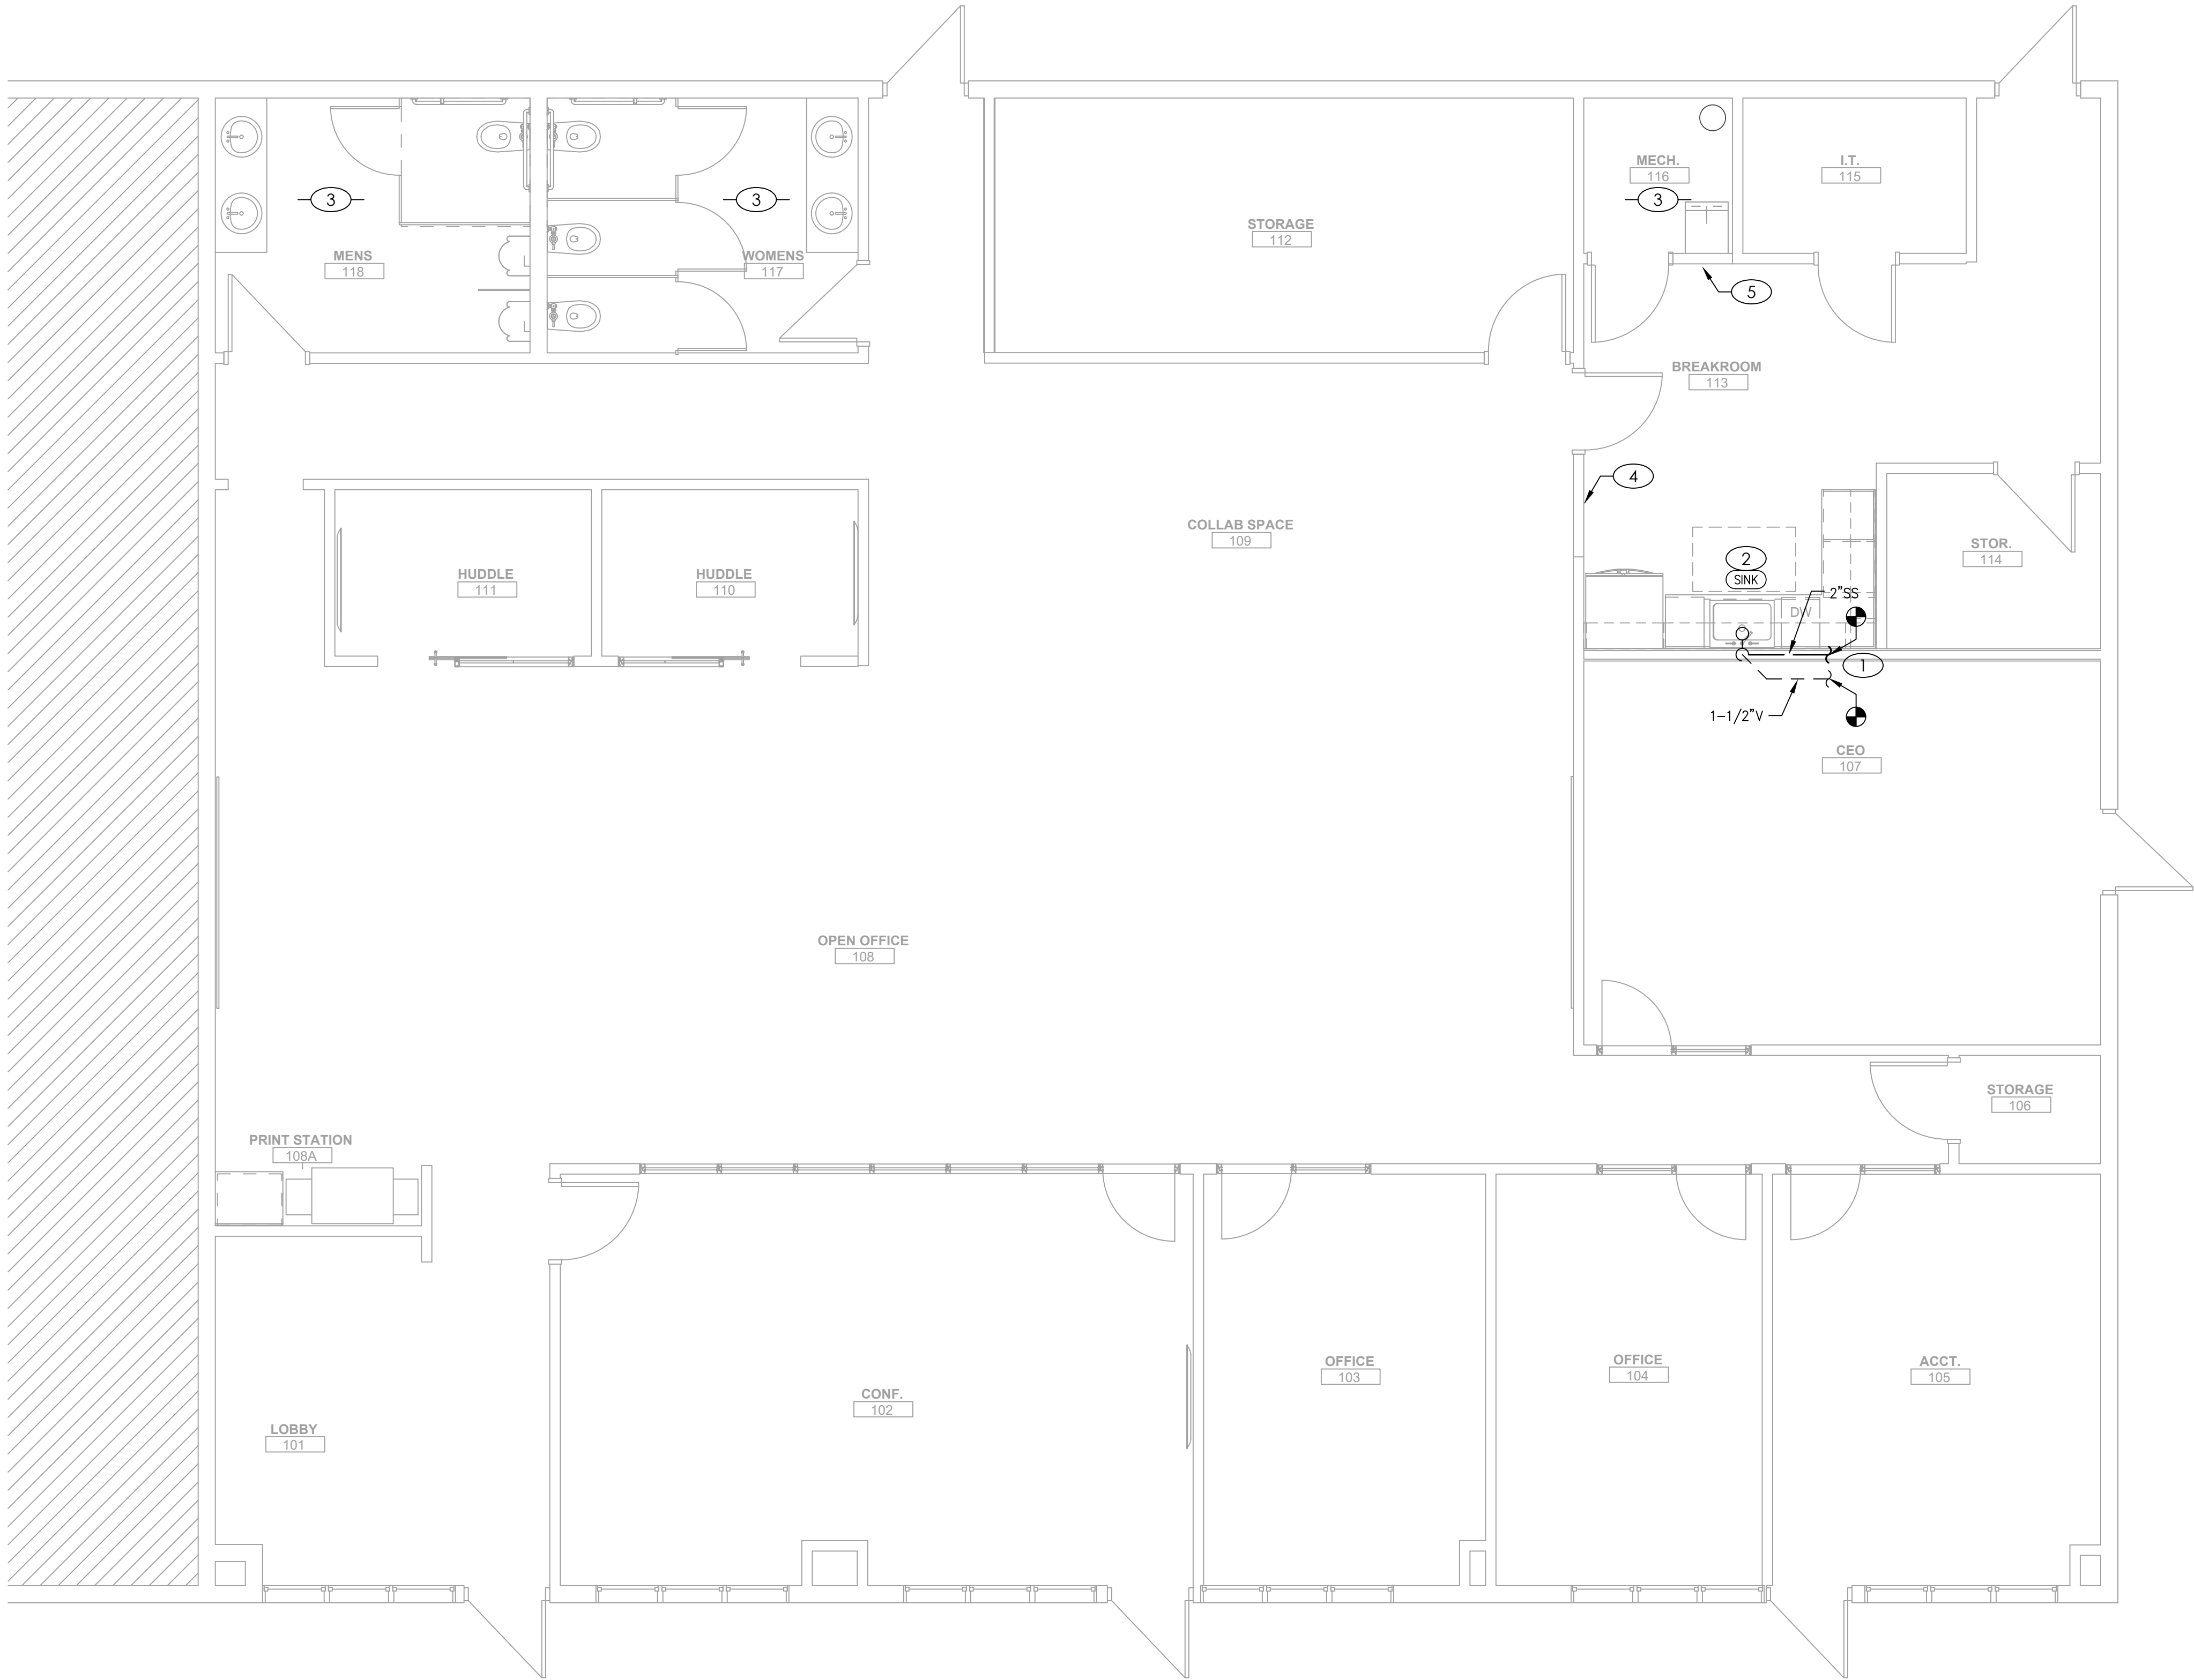 3
3
MECH.
116
3
I.T.
115
STORAGE
112
MENS
118
WOMENS
117
5
BREAKROOM
113
4
COLLAB SPACE
109
HUDDLE
111
HUDDLE
110
2
SINK
STOR.
114
2"SS
DW
1
1-1/2"V
CEO
107
OPEN OFFICE
108
STORAGE
106
PRINT STATION
108A
OFFICE
103
OFFICE
104
ACCT.
105
CONF.
102
LOBBY
101